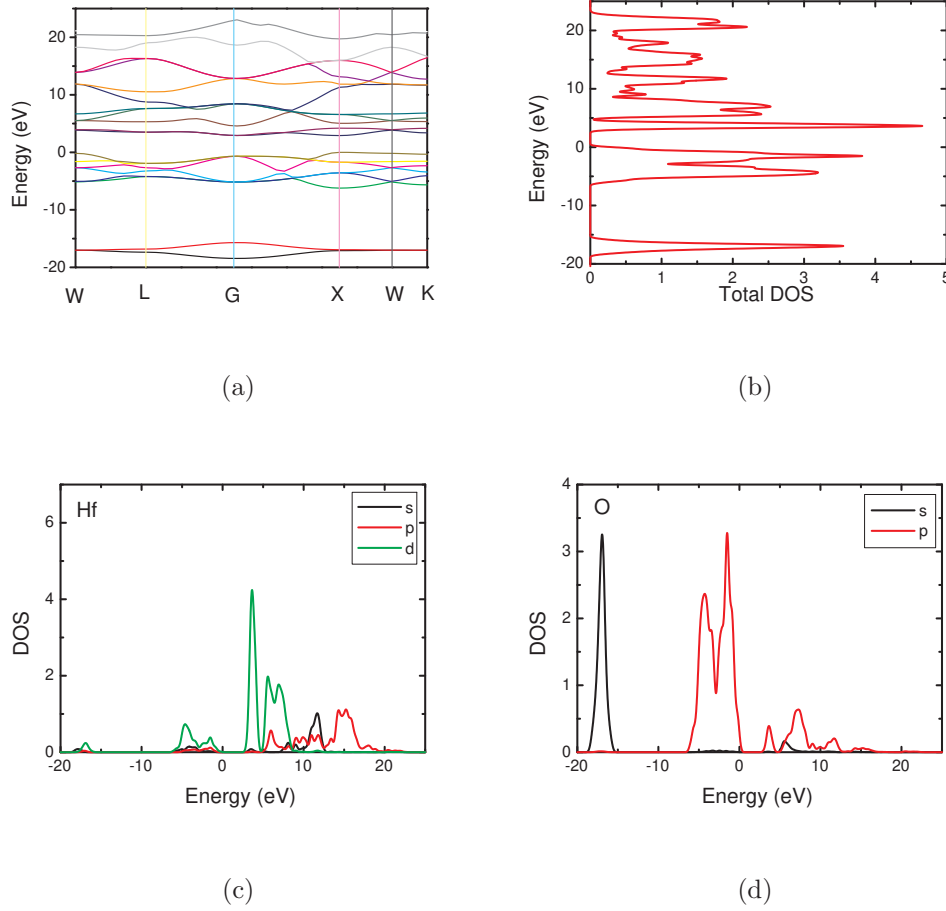 20
10
0
-10
-20
Energy (eV)
W L G X W K
(a)
20
10
0
-10
-20
Energy (eV)
0 1 2 3 4 5
Total DOS
(b)
Hf
s
p
d
6
4
2
0
DOS
-20 -10 0 10 20
Energy (eV)
(c)
O
s
p
4
3
2
1
0
DOS
-20 -10 0 10 20
Energy (eV)
(d)